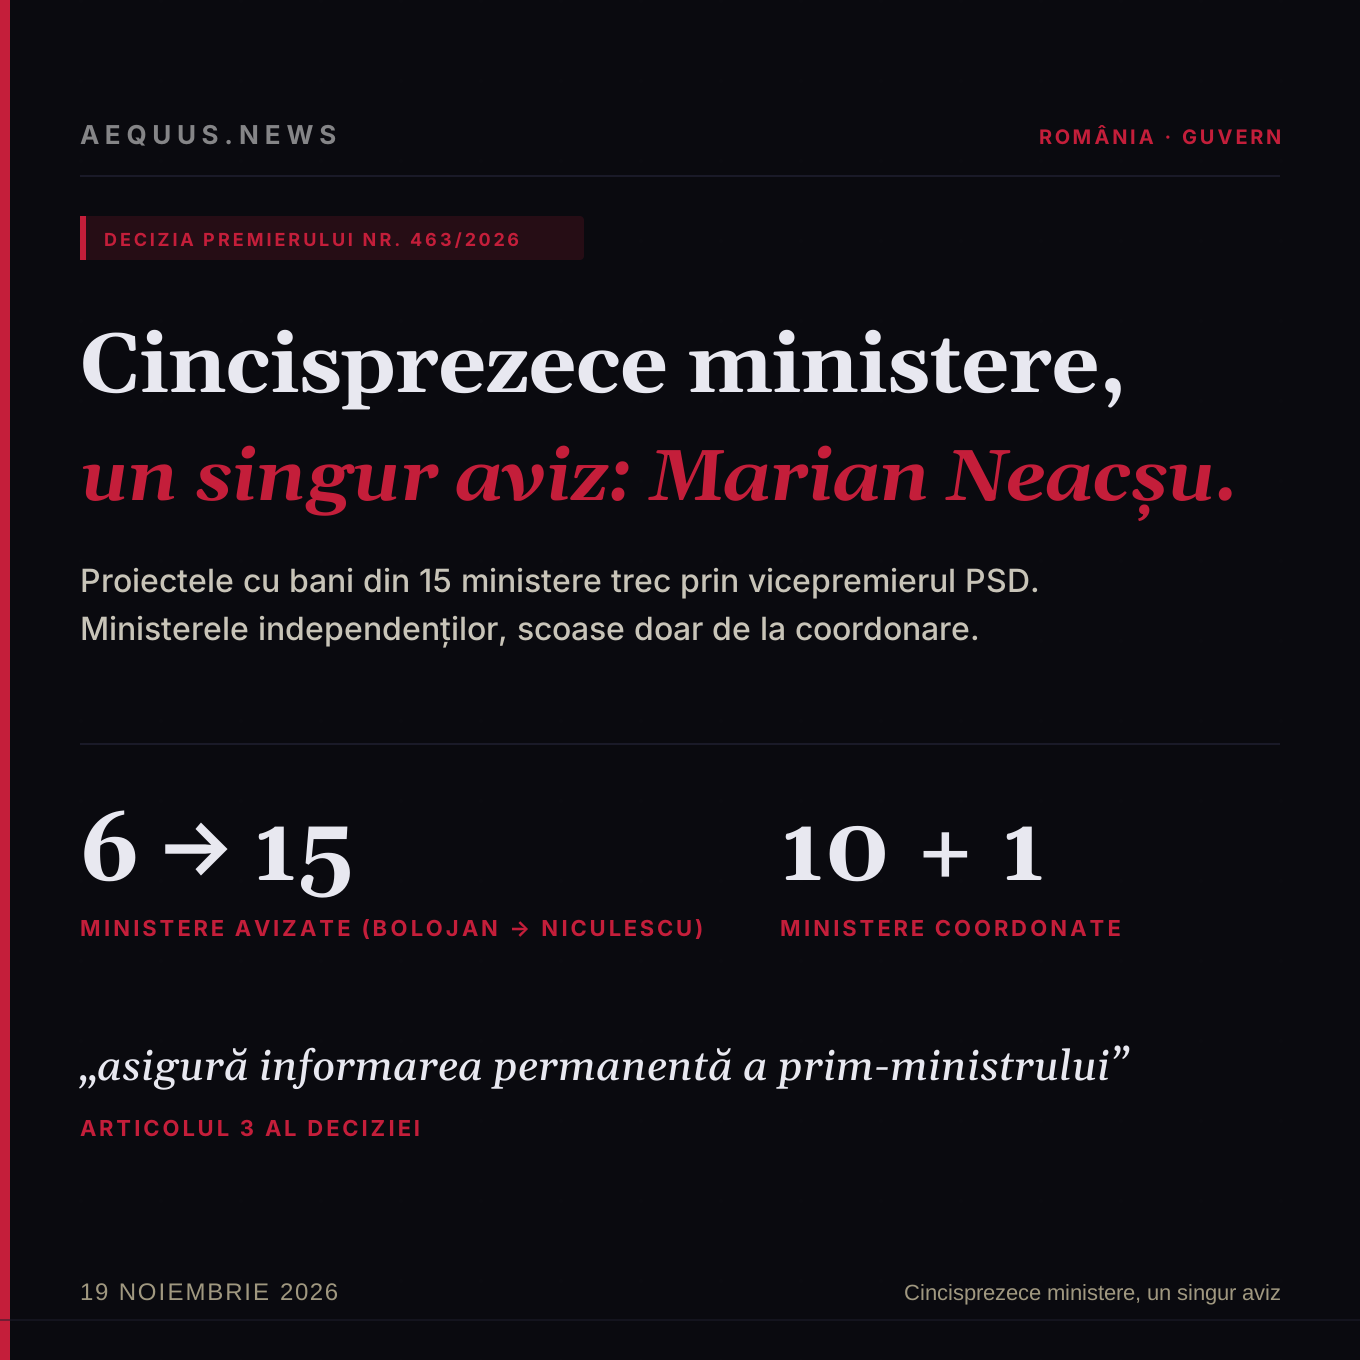 AEQUUS.NEWS
ROMÂNIA · GUVERN
DECIZIA PREMIERULUI NR. 463/2026
Cincisprezece ministere,
un singur aviz: Marian Neacșu.
Proiectele cu bani din 15 ministere trec prin vicepremierul PSD.
Ministerele independenților, scoase doar de la coordonare.
6 → 15
MINISTERE AVIZATE (BOLOJAN → NICULESCU)
10 + 1
MINISTERE COORDONATE
„asigură informarea permanentă a prim-ministrului”
ARTICOLUL 3 AL DECIZIEI
19 NOIEMBRIE 2026
Cincisprezece ministere, un singur aviz